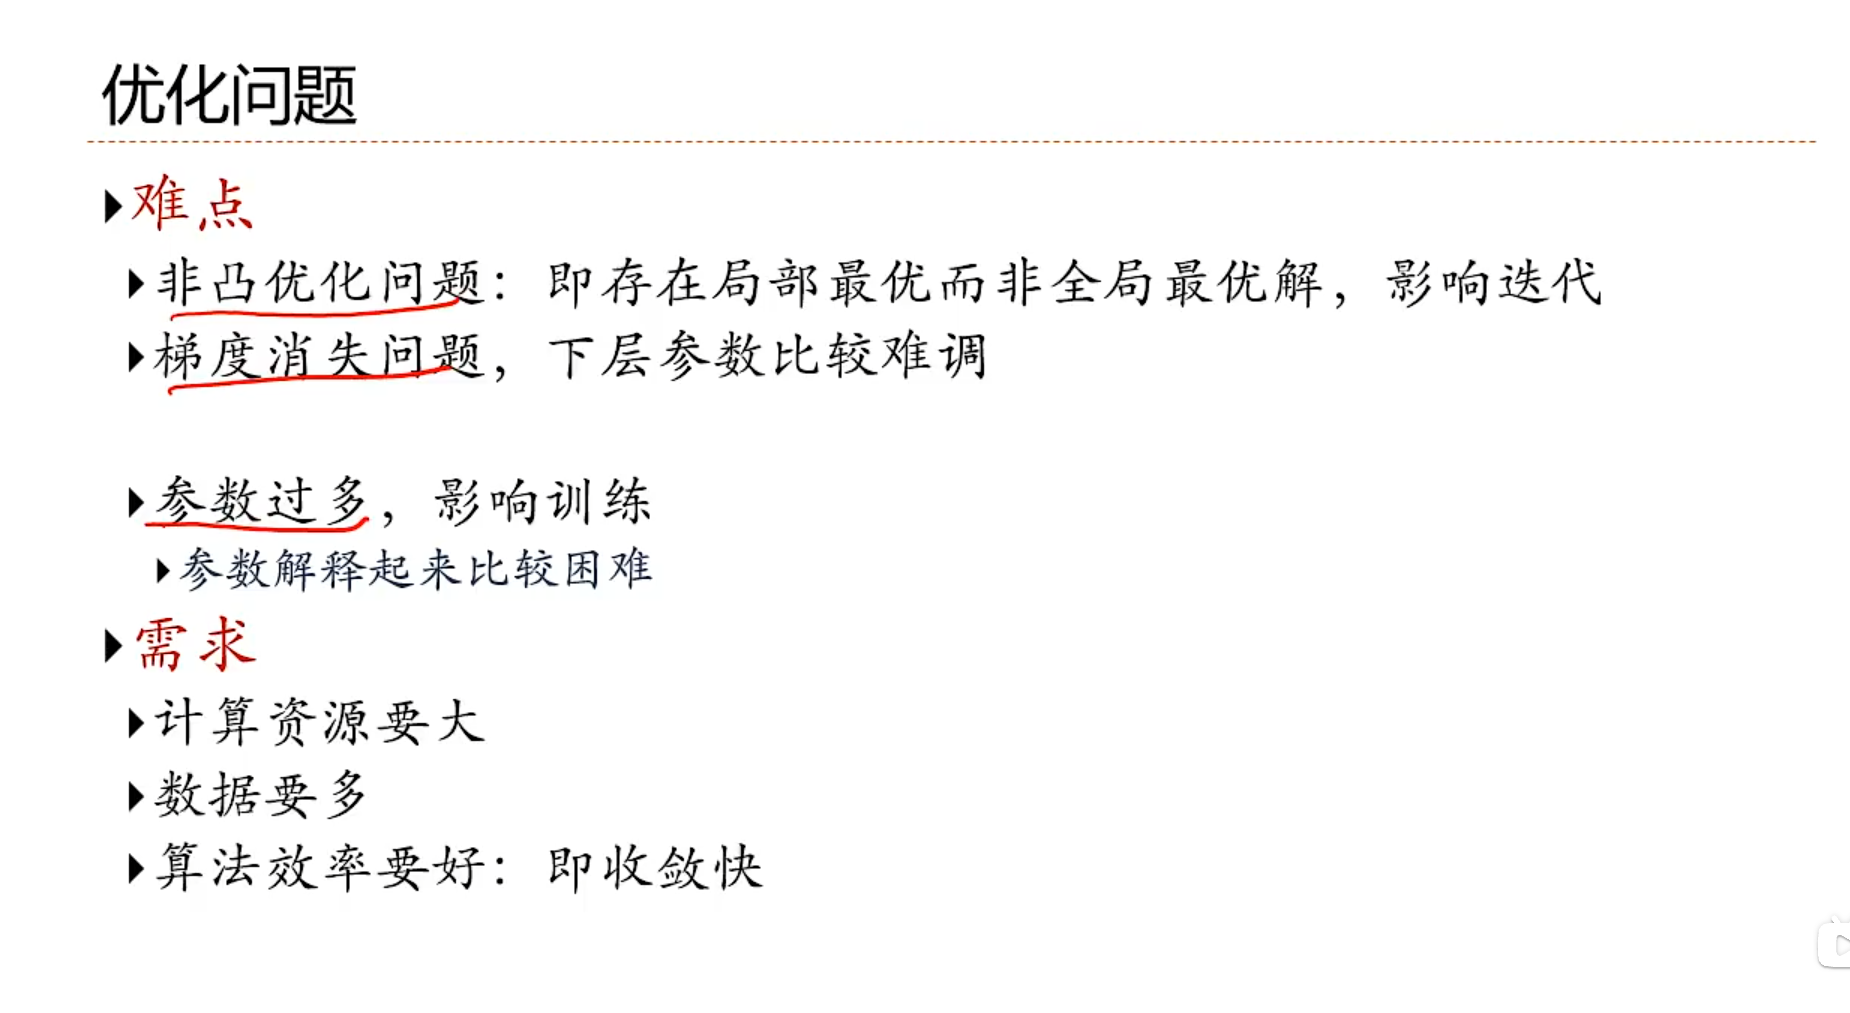 优化问题
难点
非凸优化问题：即存在局部最优而非全局最优解，影响迭代
梯度消失问题，下层参数比较难调
参数过多，影响训练
参数解释起来比较困难
需求
计算资源要大
数据要多
算法效率要好：即收敛快